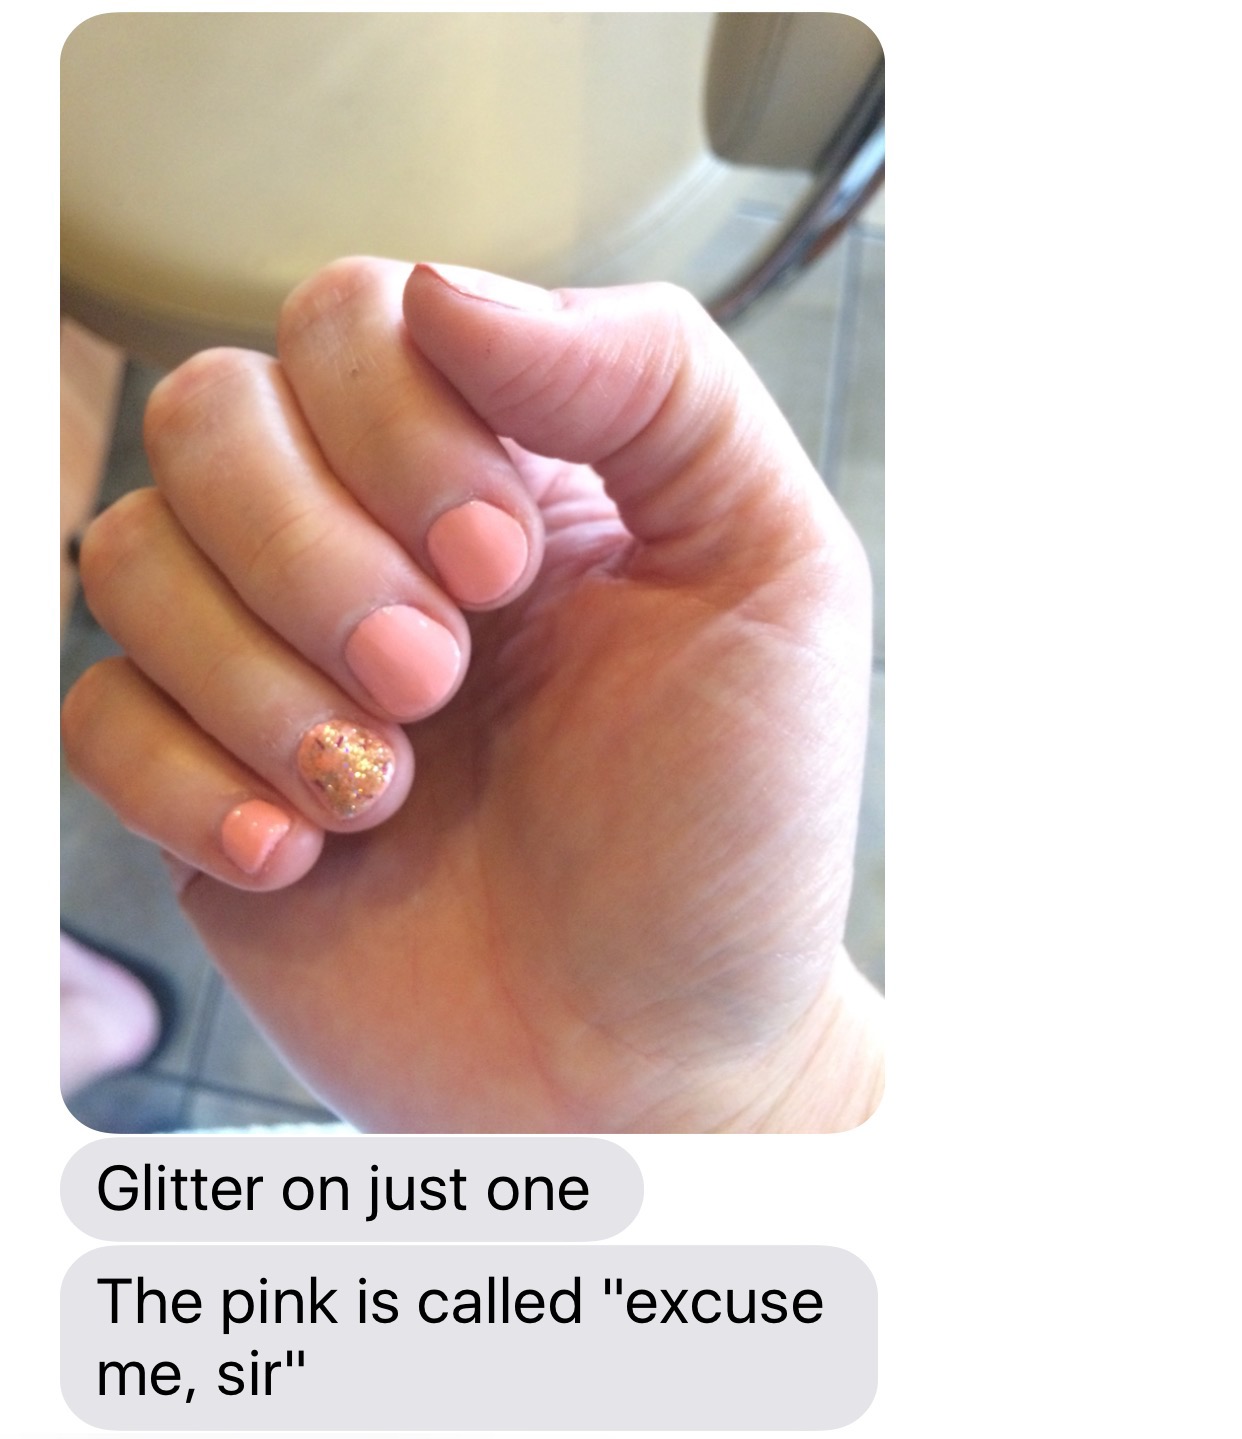 Glitter on just one
The pink is called "excuse
me, sir"